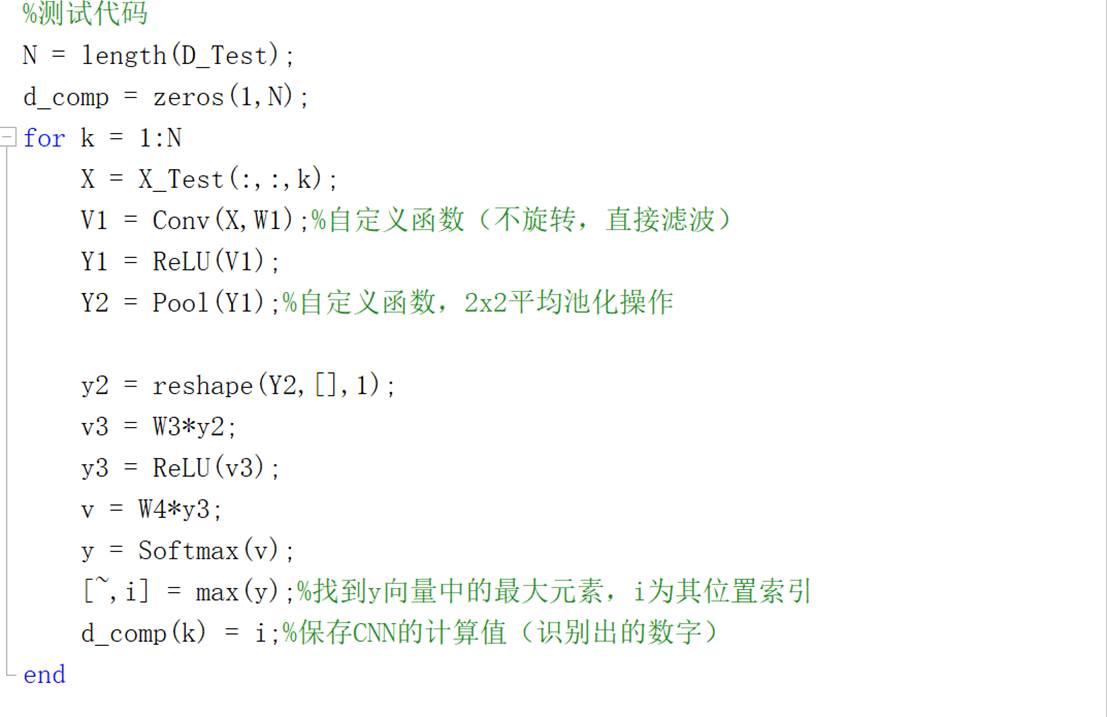 %测试代码
N = length(D_Test);
d_comp = zeros(1,N);
for k = 1:N
X = X_Test(:,:,k);
V1 = Conv(X,W1);%自定义函数（不旋转，直接滤波）
Y1 = ReLU(V1);
Y2 = Pool(Y1);%自定义函数，2x2平均池化操作
y2 = reshape(Y2,[],1);
v3 = W3*y2;
y3 = ReLU(v3);
v = W4*y3;
y = Softmax(v);
[~,i] = max(y);%找到y向量中的最大元素，i为其位置索引
d_comp(k) = i;%保存CNN的计算值（识别出的数字）
end